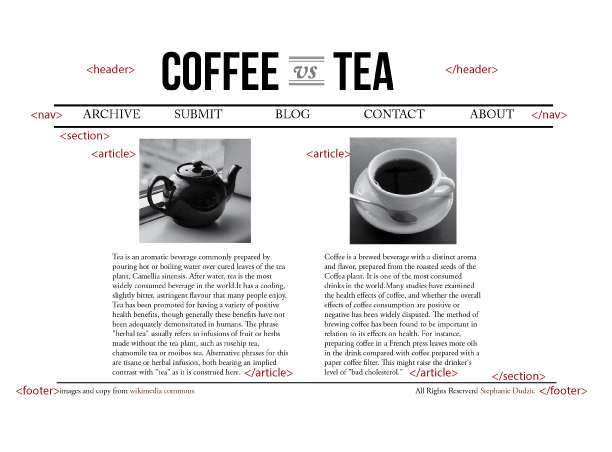 <header> COFFEE vs TEA </header>
<nav> ARCHIVE SUBMIT BLOG CONTACT ABOUT </nav>
<section>
<article>
Tea is an aromatic beverage commonly prepared by
pouring hot or boiling water over cured leaves of the tea
plant, Camellia sinensis. After water, tea is the most
widely consumed beverage in the world.It has a cooling,
slightly bitter, astringent flavour that many people enjoy.
Tea has been promoted for having a variety of positive
health benefits, though generally these benefits have not
been adequately demonstrated in humans. The phrase
"herbal tea" usually refers to infusions of fruit or herbs
made without the tea plant, such as rosehip tea,
chamomile tea or rooibos tea. Alternative phrases for this
are tisane or herbal infusion, both bearing an implied
contrast with "tea" as it is construed here. </article>
<article>
Coffee is a brewed beverage with a distinct aroma
and flavor, prepared from the roasted seeds of the
Coffea plant. It is one of the most consumed
drinks in the world.Many studies have examined
the health effects of coffee, and whether the overall
effects of coffee consumption are positive or
negative has been widely disputed. The method of
brewing coffee has been found to be important in
relation to its effects on health. For instance,
preparing coffee in a French press leaves more oils
in the drink compared with coffee prepared with a
paper coffee filter. This might raise the drinker's
level of "bad cholesterol." </article>
</section>
<footer>images and copy from wikimedia commons
All Rights Reserverd Stephanie Dudzic </footer>